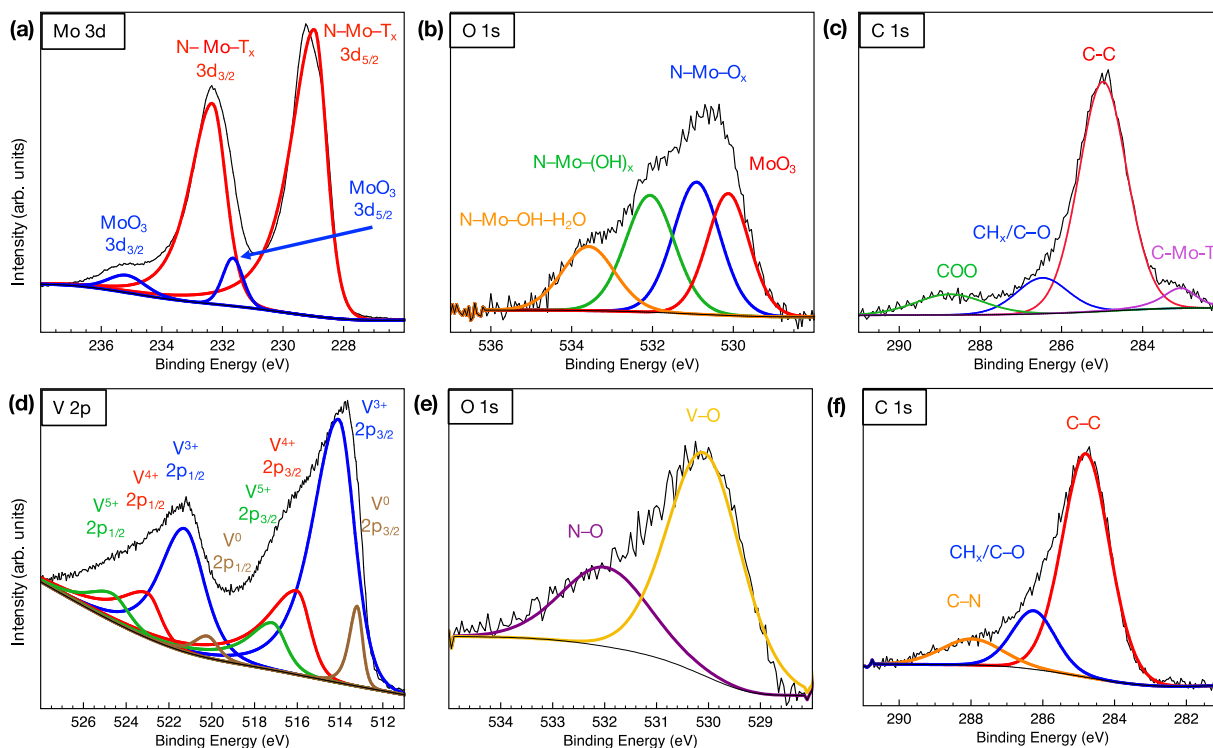 (a)
Mo 3d
N– Mo–Tₓ
3d₃/₂
N–Mo–Tₓ
3d₅/₂
MoO₃
3d₃/₂
MoO₃
3d₅/₂
Intensity (arb. units)
236 234 232 230 228
Binding Energy (eV)
(b)
O 1s
N–Mo–Oₓ
N–Mo–(OH)ₓ
MoO₃
N–Mo–OH–H₂O
536 534 532 530
Binding Energy (eV)
(c)
C 1s
C-C
CHₓ/C–O
COO
C-Mo-T
290 288 286 284
Binding Energy (eV)
(d)
V 2p
V³⁺
2p₃/₂
V³⁺
2p₁/₂
V⁴⁺
2p₃/₂
V⁴⁺
2p₁/₂
V⁵⁺
2p₁/₂
V⁵⁺
2p₃/₂
V⁰
2p₃/₂
V⁰
2p₁/₂
Intensity (arb. units)
526 524 522 520 518 516 514 512
Binding Energy (eV)
(e)
O 1s
V–O
N–O
534 533 532 531 530 529
Binding Energy (eV)
(f)
C 1s
C–C
CHₓ/C–O
C–N
290 288 286 284 282
Binding Energy (eV)